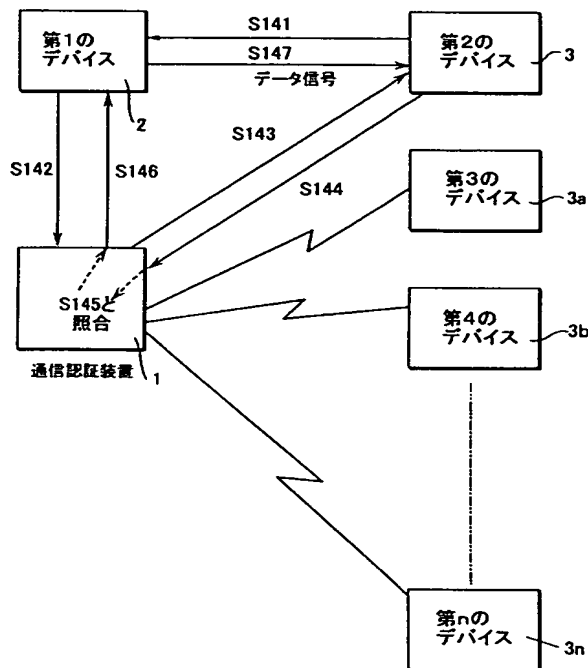 第1の
デバイス
2
S141
S147
データ信号
第2の
デバイス
3
S142
S146
S143
S144
第3の
デバイス
3a
S145と
照合
1
通信認証装置
第4の
デバイス
3b
第nの
デバイス
3n